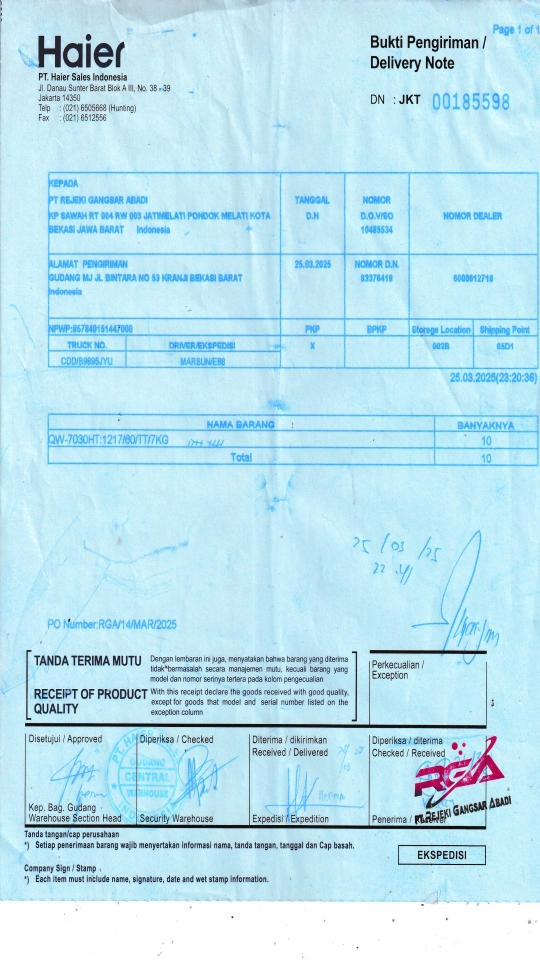 Page 1 of 1
Haier
PT. Haier Sales Indonesia
Jl. Danau Sunter Barat Blok A III, No. 38 - 39
Jakarta 14350
Telp : (021) 6505668 (Hunting)
Fax : (021) 6512556
Bukti Pengiriman /
Delivery Note
DN : JKT 00185598
KEPADA
PT REJEKI GANGSAR ABADI
KP SAWAH RT 004 RW 003 JATIMELATI PONDOK MELATI KOTA
BEKASI JAWA BARAT Indonesia
TANGGAL
D.N
NOMOR
D.O.V/SO
10485534
NOMOR DEALER
ALAMAT PENGIRIMAN
GUDANG MJ JL BINTARA NO 53 KRANJI BEKASI BARAT
Indonesia
25.03.2025
NOMOR D.N.
83376419
6000012716
NPWP:857840151447000
PKP
BPKP
Storege Location
Shipping Point
TRUCK NO.
DRIVER/EKSPEDISI
X
002B
65D1
CDD/B9895JYU
MARBUN/E98
25.03.2025(23:20:36)
NAMA BARANG :
BANYAKNYA
QW-7030HT:1217/60/TT/7KG
10
Total
10
25 /03 /25
22.41
PO Number:RGA/14/MAR/2025
TANDA TERIMA MUTU
Dengan lembaran ini juga, menyatakan bahwa barang yang diterima
tidak bermasalah secara manajemen mutu, kecuali barang yang
model dan nomor serinya tertera pada kolom pengecualian
RECEIPT OF PRODUCT
QUALITY
With this receipt declare the goods received with good quality,
except for goods that model and serial number listed on the
exception column
Perkecualian /
Exception
Disetujui / Approved
Diperiksa / Checked
Diterima / dikirimkan
Received / Delivered
Diperiksa / diterima
Checked / Received
GUDANG
CENTRAL
WAREHOUSE
RGA
PT. REJEKI GANGSAR ABADI
Kep. Bag. Gudang
Warehouse Section Head
Security Warehouse
Expedisi / Expedition
Penerima / Receiver
Tanda tangan/cap perusahaan
*) Setiap penerimaan barang wajib menyertakan informasi nama, tanda tangan, tanggal dan Cap basah.
EKSPEDISI
Company Sign / Stamp
*) Each item must include name, signature, date and wet stamp information.